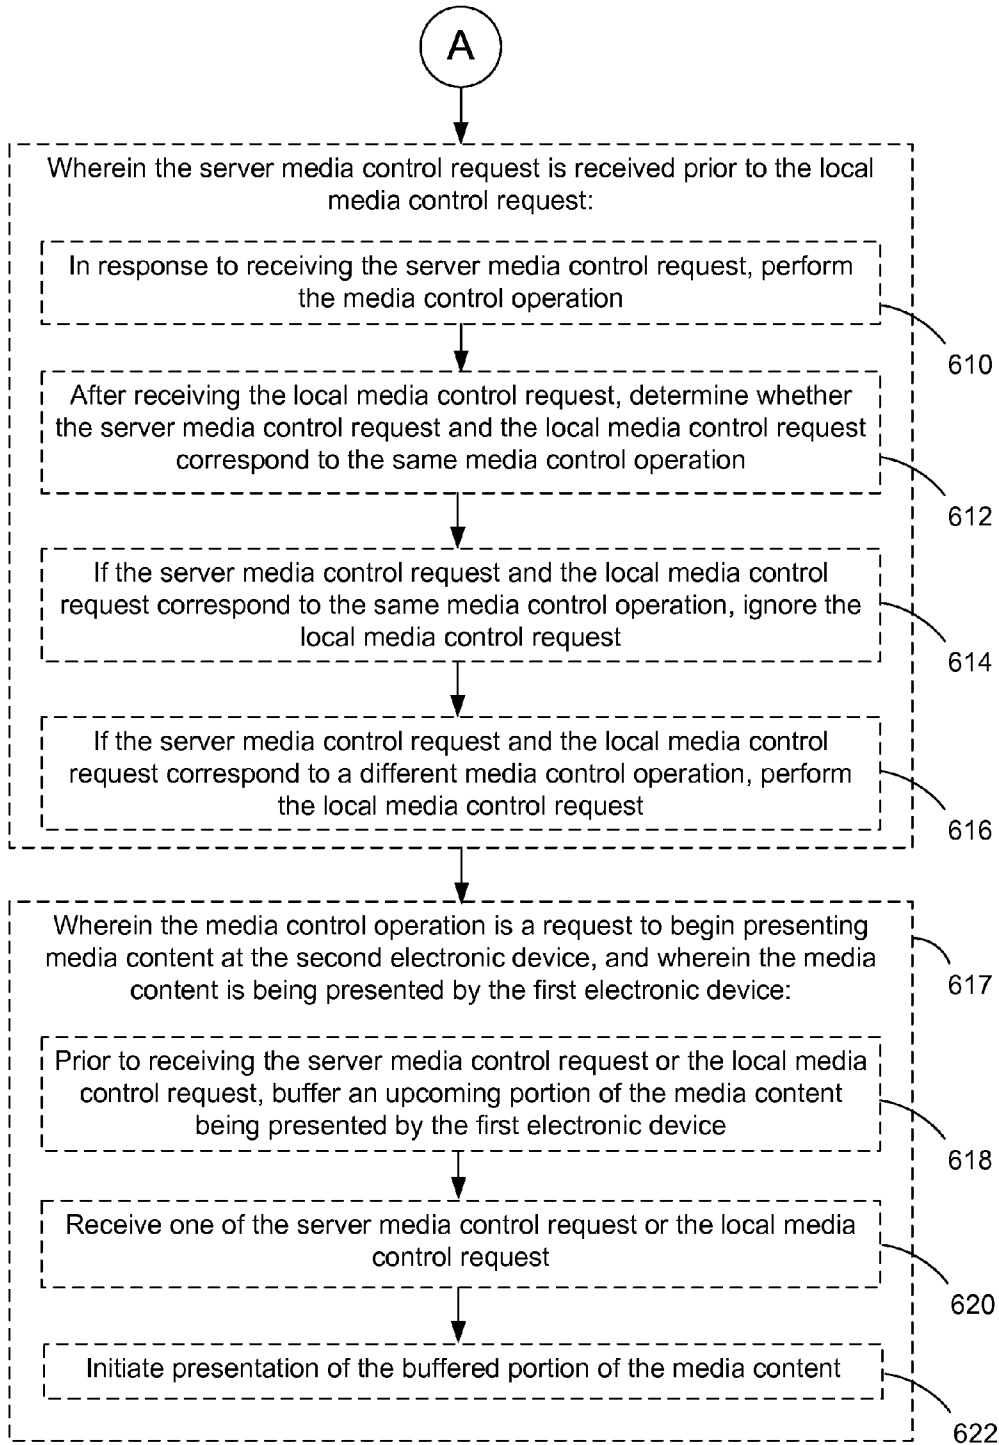 A
Wherein the server media control request is received prior to the local
media control request:
In response to receiving the server media control request, perform
the media control operation
610
After receiving the local media control request, determine whether
the server media control request and the local media control request
correspond to the same media control operation
612
If the server media control request and the local media control
request correspond to the same media control operation, ignore the
local media control request
614
If the server media control request and the local media control
request correspond to a different media control operation, perform
the local media control request
616
Wherein the media control operation is a request to begin presenting
media content at the second electronic device, and wherein the media
content is being presented by the first electronic device:
617
Prior to receiving the server media control request or the local media
control request, buffer an upcoming portion of the media content
being presented by the first electronic device
618
Receive one of the server media control request or the local media
control request
620
Initiate presentation of the buffered portion of the media content
622